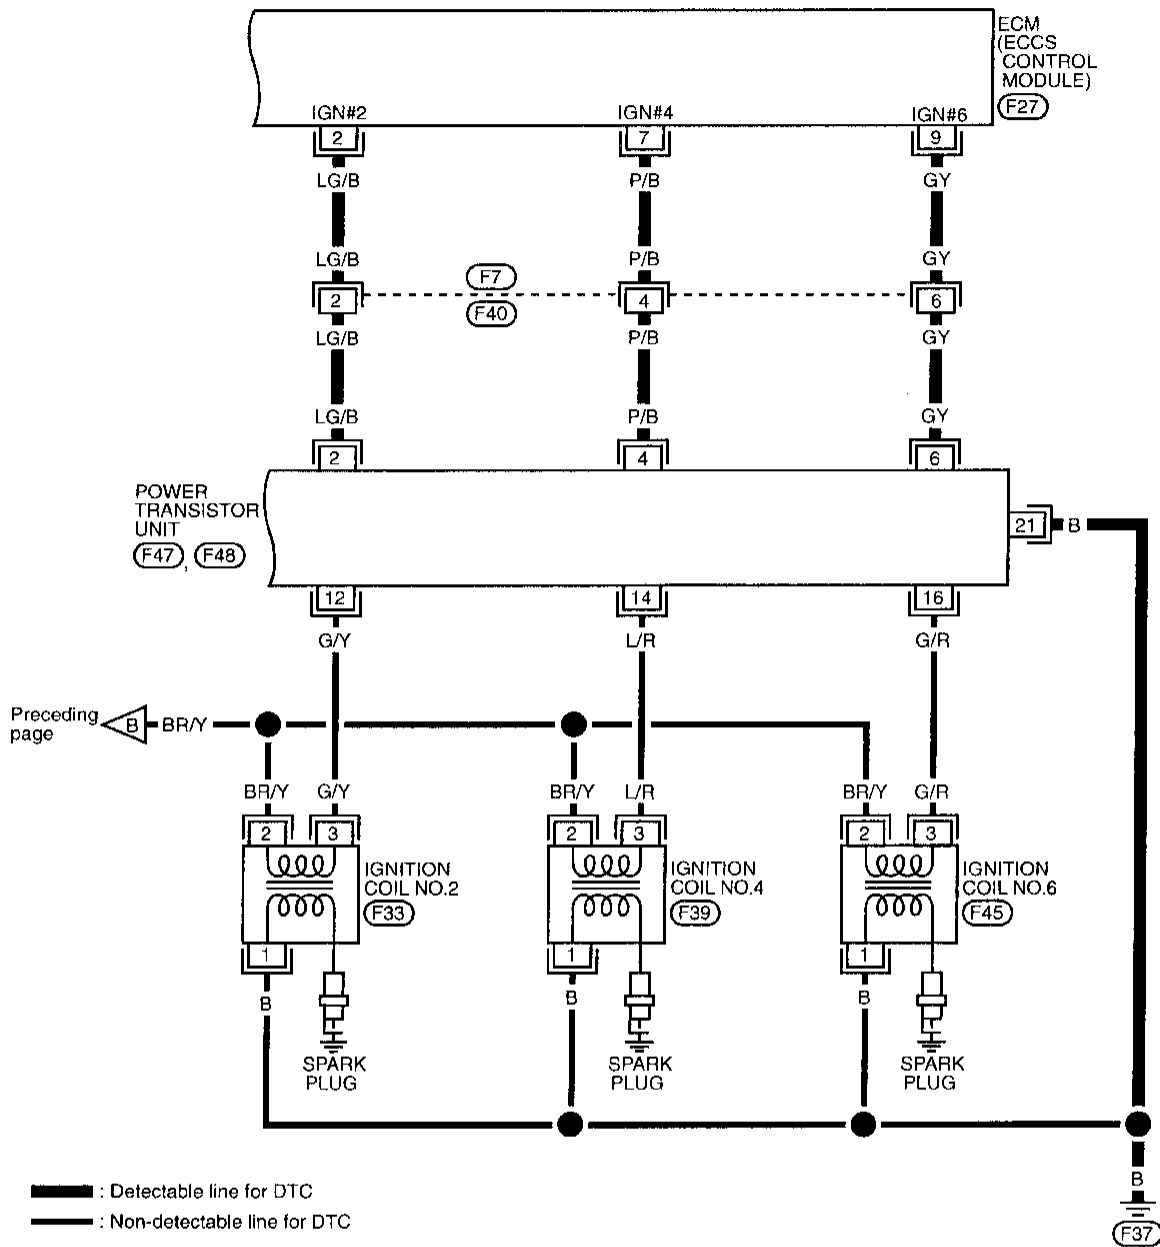 ECM
(ECCS
CONTROL
MODULE)
F27
IGN#2 IGN#4 IGN#6
2 7 9
LG/B P/B GY
LG/B P/B GY
F7
2 4 6
F40
LG/B P/B GY
LG/B P/B GY
2 4 6
POWER
TRANSISTOR
UNIT
F47 , F48
21 B
12 14 16
G/Y L/R G/R
Preceding
page
B BR/Y
BR/Y G/Y BR/Y L/R BR/Y G/R
2 3 2 3 2 3
IGNITION
COIL NO.2
F33
IGNITION
COIL NO.4
F39
IGNITION
COIL NO.6
F45
1 1 1
B B B
SPARK
PLUG
SPARK
PLUG
SPARK
PLUG
: Detectable line for DTC
: Non-detectable line for DTC
B
F37